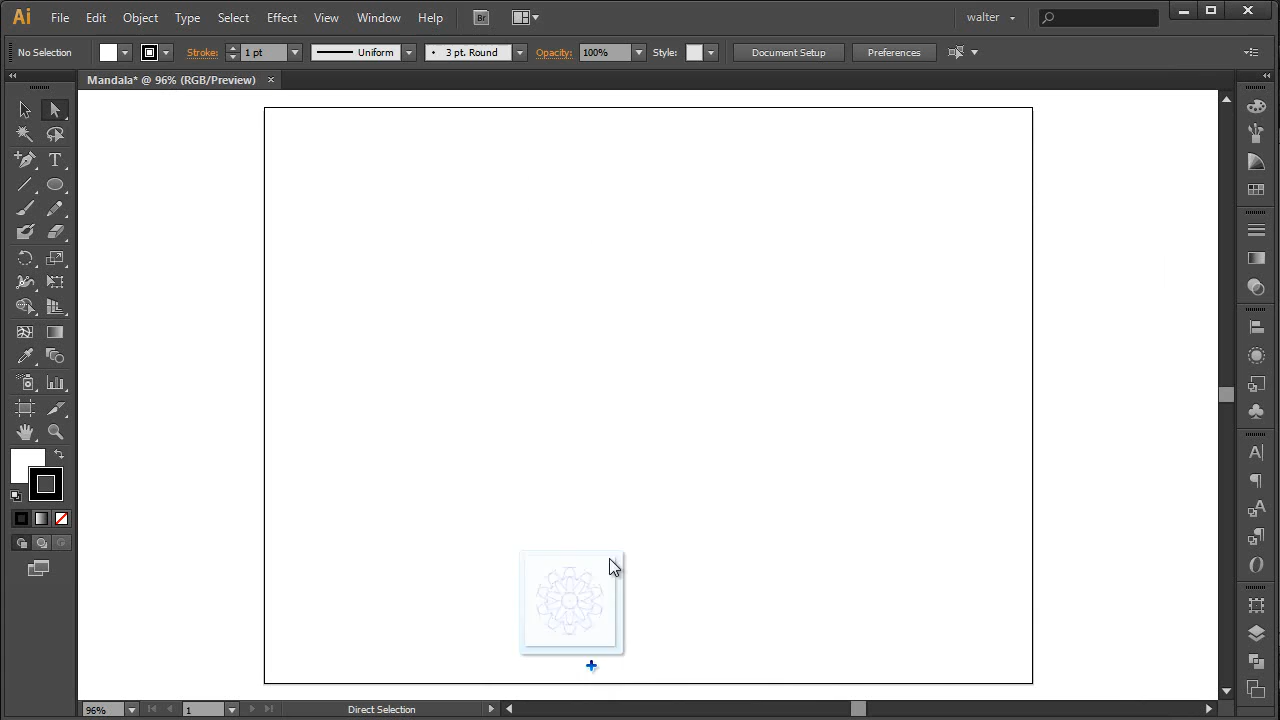 Ai File Edit Object Type Select Effect View Window Help Br walter
No Selection Stroke: 1 pt Uniform 3 pt. Round Opacity: 100% Style: Document Setup Preferences
Mandala* @ 96% (RGB/Preview) ×
96% 1 Direct Selection